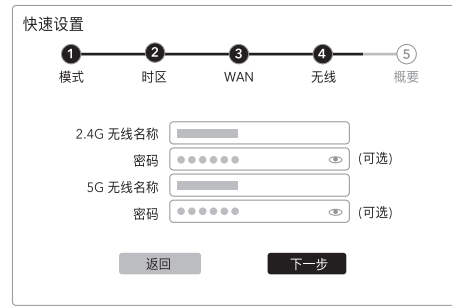 快速设置
1 2 3 4 5
模式 时区 WAN 无线 概要
2.4G 无线名称
密码 (可选)
5G 无线名称
密码 (可选)
返回 下一步